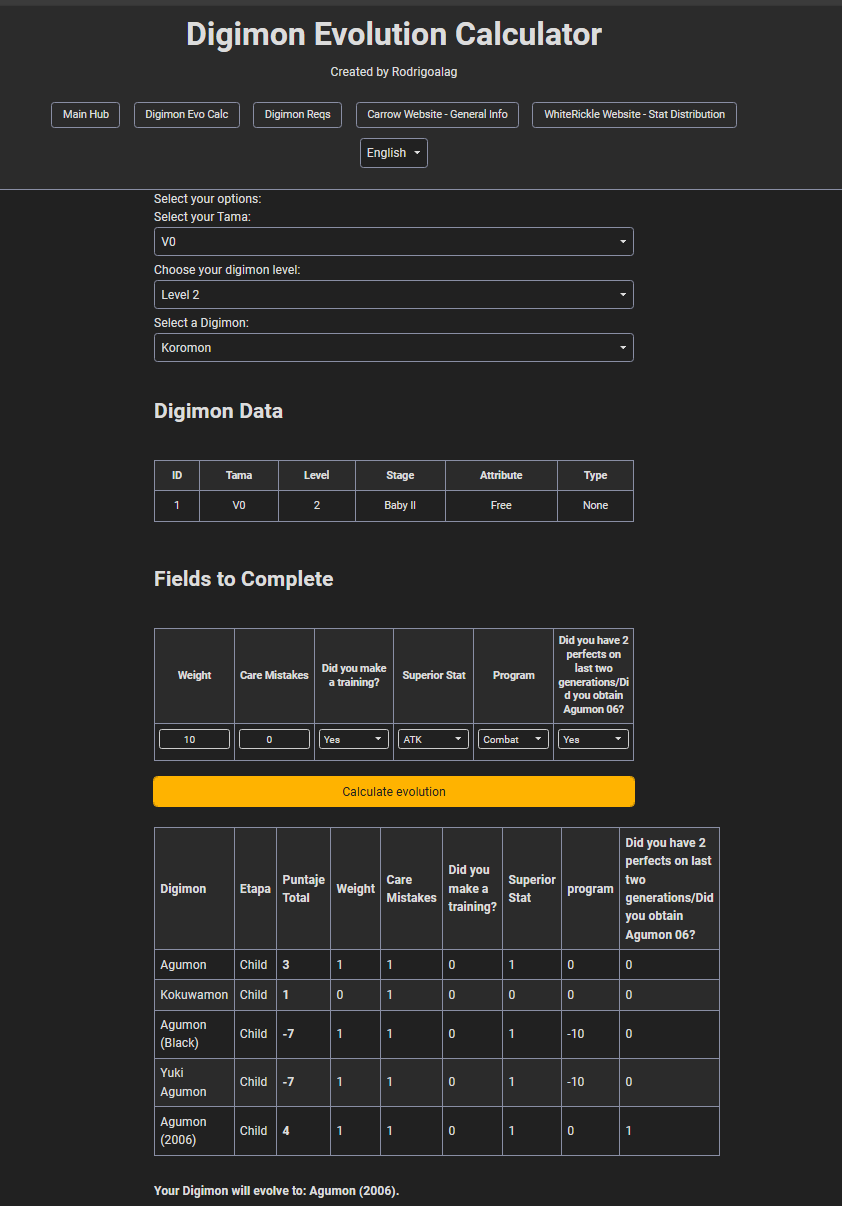 Digimon Evolution Calculator
Created by Rodrigoalag
Main Hub
Digimon Evo Calc
Digimon Reqs
Carrow Website - General Info
WhiteRickle Website - Stat Distribution
English
Select your options:
Select your Tama:
V0
Choose your digimon level:
Level 2
Select a Digimon:
Koromon
Digimon Data
ID Tama Level Stage Attribute Type
1 V0 2 Baby II Free None
Fields to Complete
Weight
Care Mistakes
Did you make
a training?
Superior Stat
Program
Did you have 2
perfects on
last two
generations/Di
d you obtain
Agumon 06?
10 0 Yes ATK Combat Yes
Calculate evolution
Digimon
Etapa
Puntaje
Total
Weight
Care
Mistakes
Did you
make a
training?
Superior
Stat
program
Did you have 2
perfects on last
two
generations/Did
you obtain
Agumon 06?
Agumon Child 3 1 1 0 1 0 0
Kokuwamon Child 1 0 1 0 0 0 0
Agumon
(Black)
Child -7 1 1 0 1 -10 0
Yuki
Agumon
Child -7 1 1 0 1 -10 0
Agumon
(2006)
Child 4 1 1 0 1 0 1
Your Digimon will evolve to: Agumon (2006).